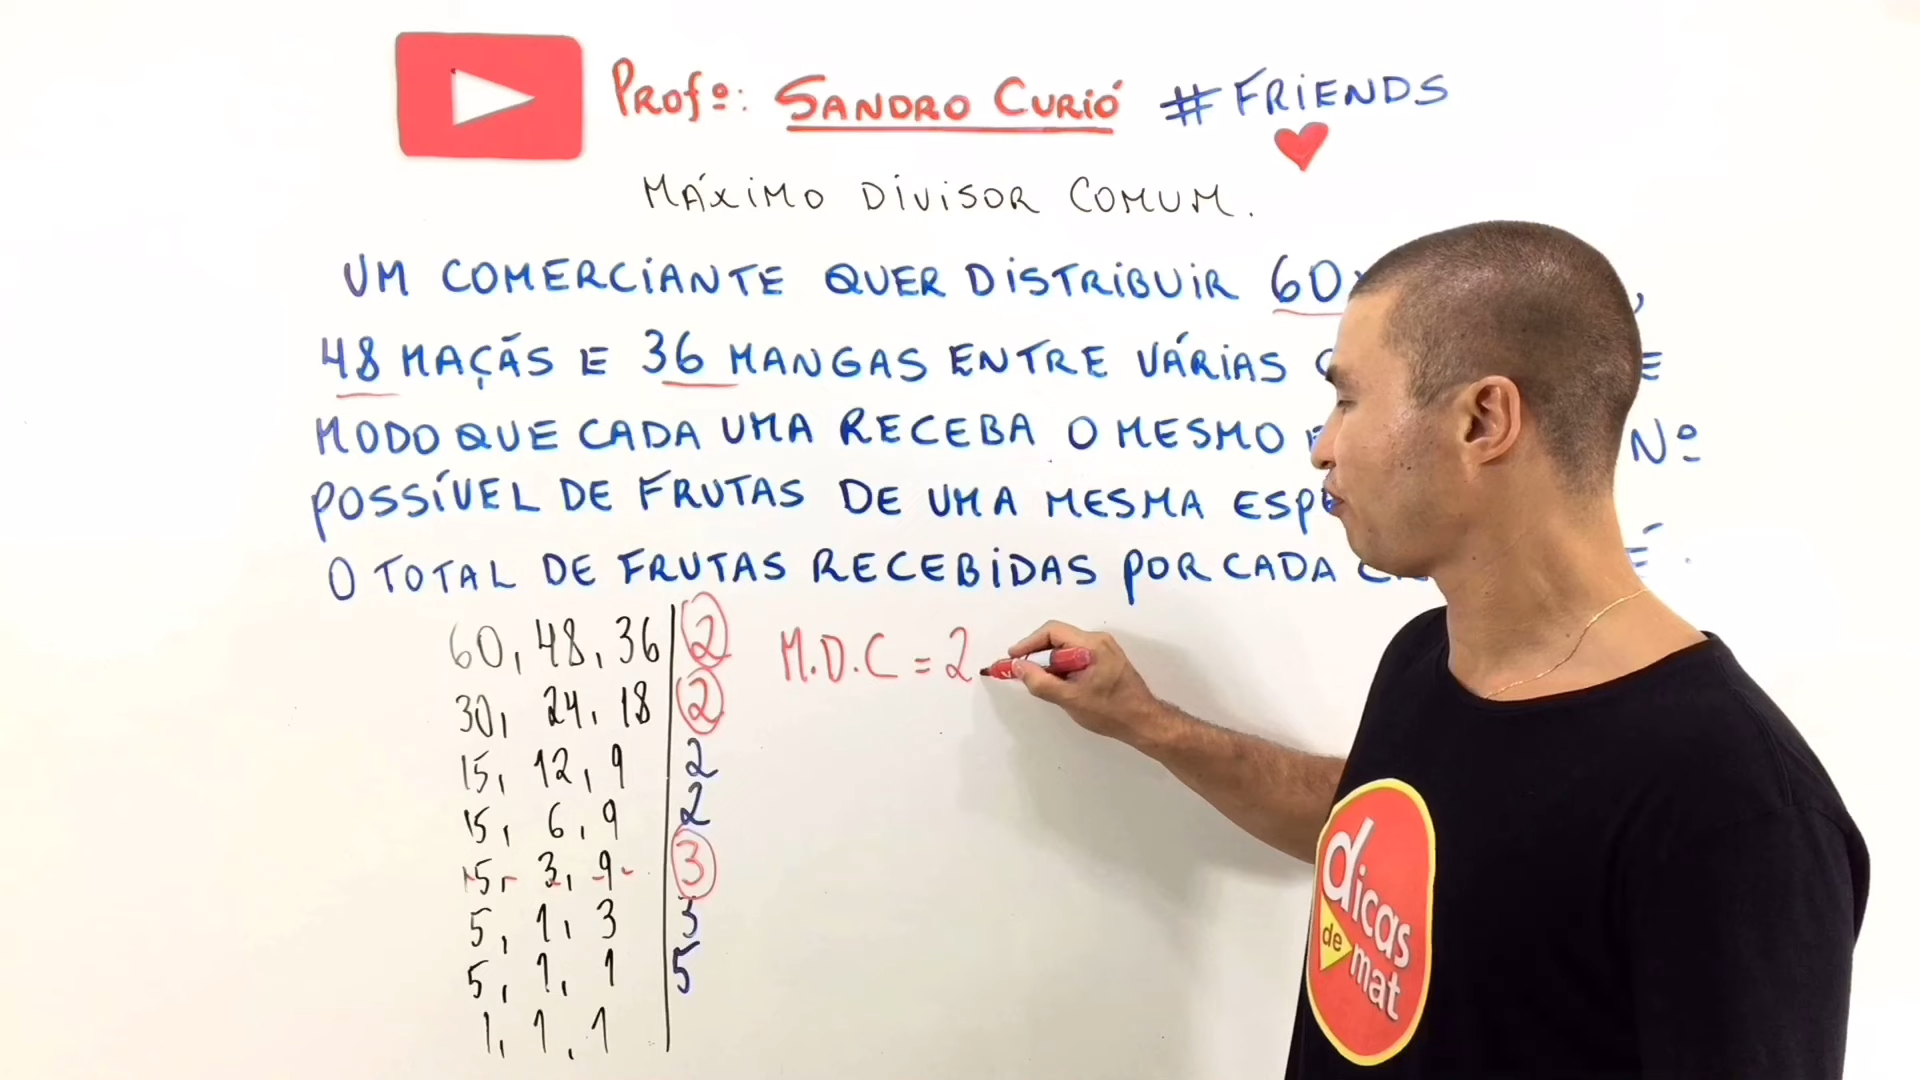 Profº: SANDRO CURIÓ #FRiENDS
MÁXiMO DiViSOR COMUM.
UM COMERCiANTE QUER DiSTRiBUiR 60
48 MAÇÃS E 36 MANGAS ENTRE VÁRiAS
MODO QUE CADA UMA RECEBA O MESMO Nº
POSSÍVEL DE FRUTAS DE UMA MESMA
O TOTAL DE FRUTAS RECEBiDAS POR CADA É.
60, 48, 36 | 2
30, 24, 18 | 2
15, 12, 9 | 2
15, 6, 9 | 2
15, 3, 9 | 3
5, 1, 3 | 3
5, 1, 1 | 5
1, 1, 1
M.D.C = 2
dicas
de
mat